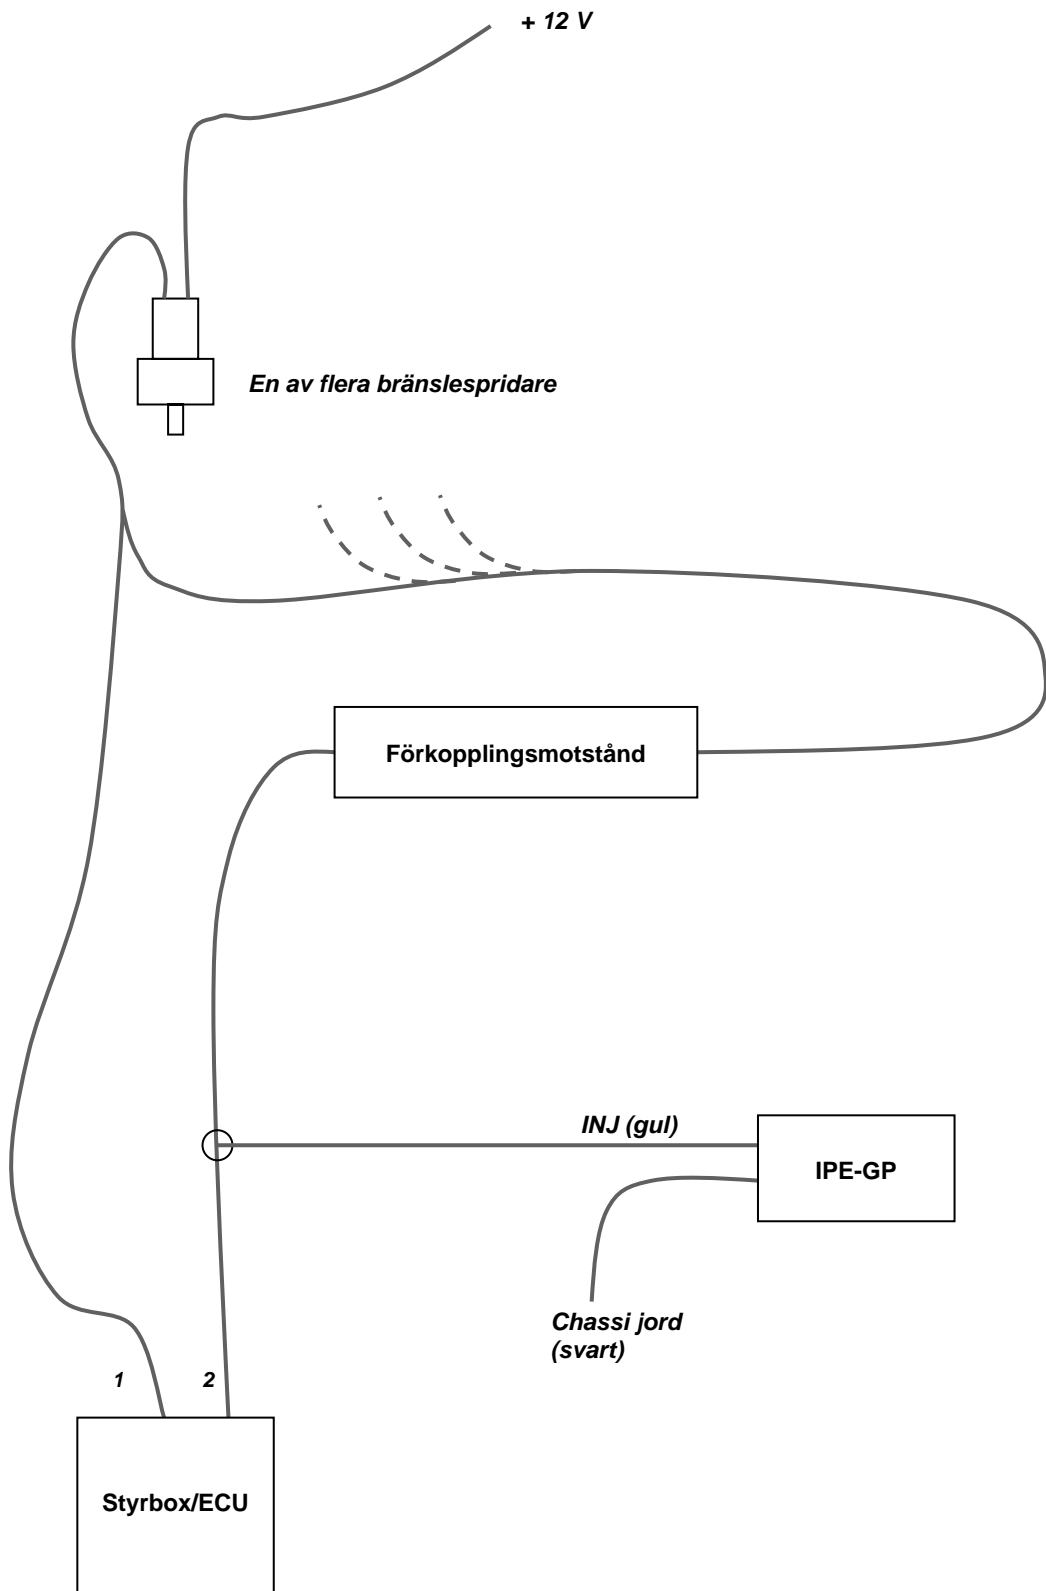 + 12 V
En av flera bränslespridare
Förkopplingsmotstånd
INJ (gul)
IPE-GP
Chassi jord
(svart)
1
2
Styrbox/ECU